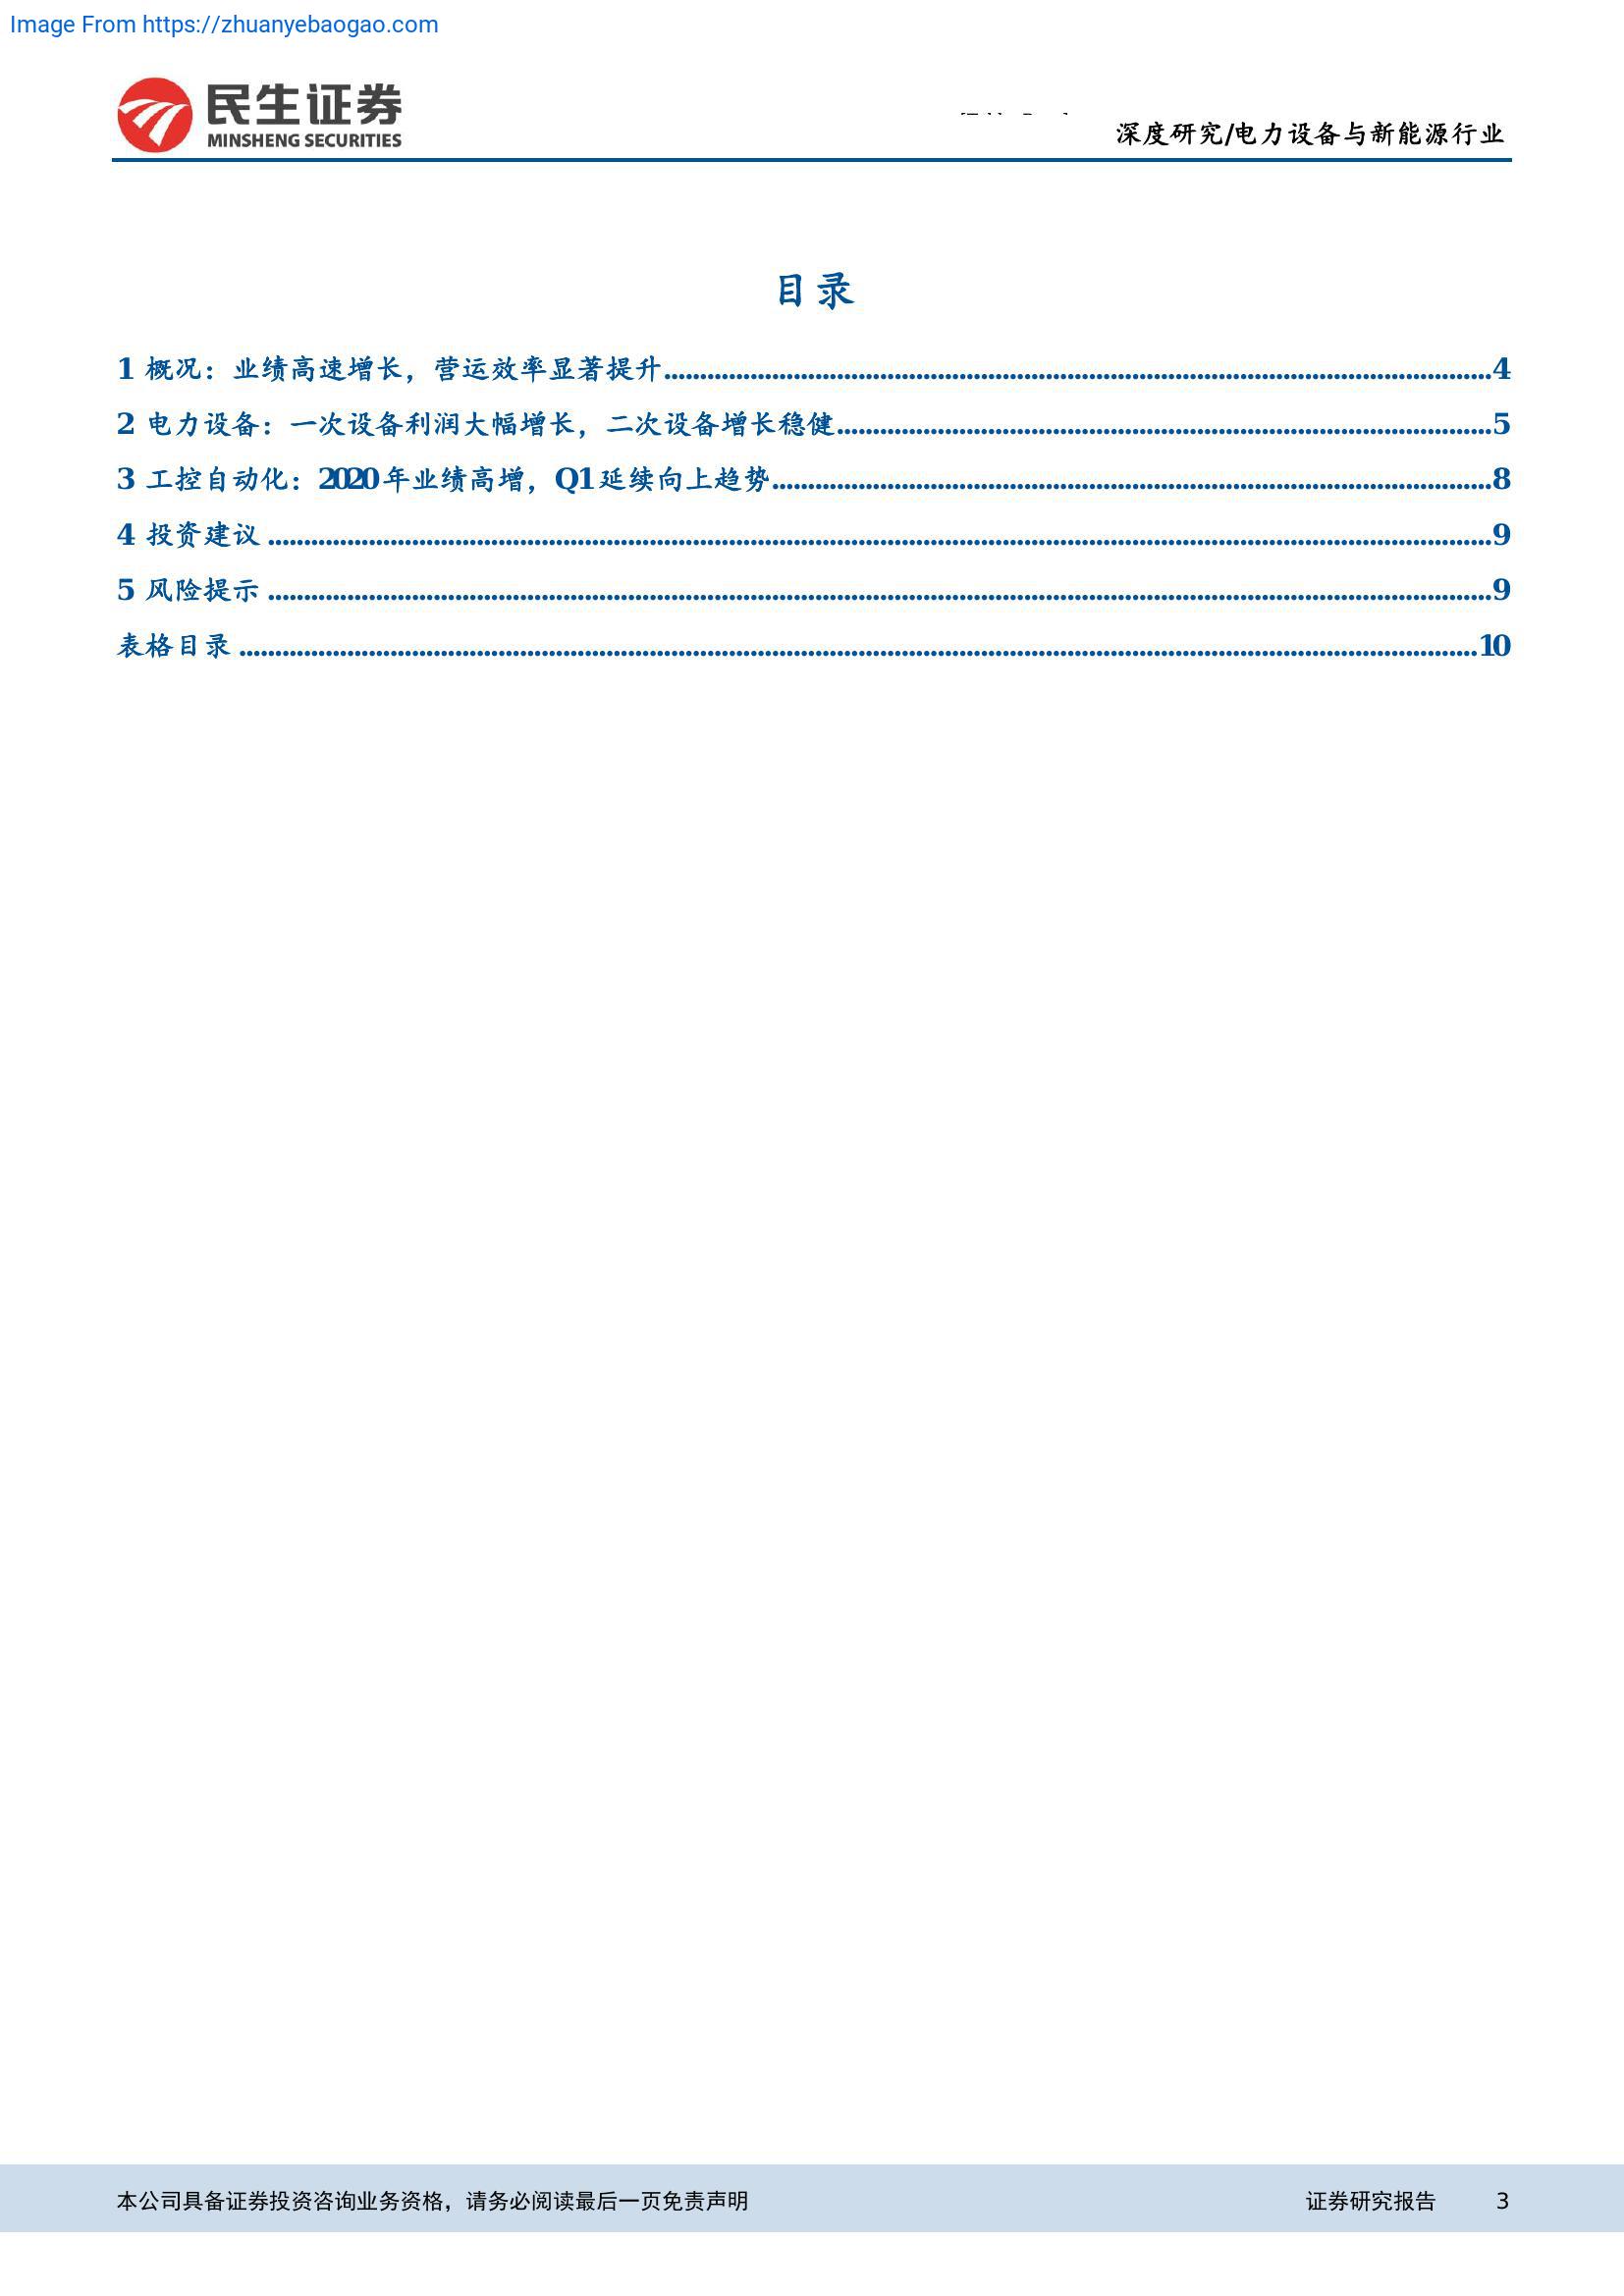 Image From https://zhuanyebaogao.com
民生证券
MINSHENG SECURITIES
深度研究/电力设备与新能源行业
目录
1 概况：业绩高速增长，营运效率显著提升....................4
2 电力设备：一次设备利润大幅增长，二次设备增长稳健....................5
3 工控自动化：2020 年业绩高增，Q1 延续向上趋势....................8
4 投资建议....................9
5 风险提示....................9
表格目录....................10
本公司具备证券投资咨询业务资格，请务必阅读最后一页免责声明 证券研究报告 3